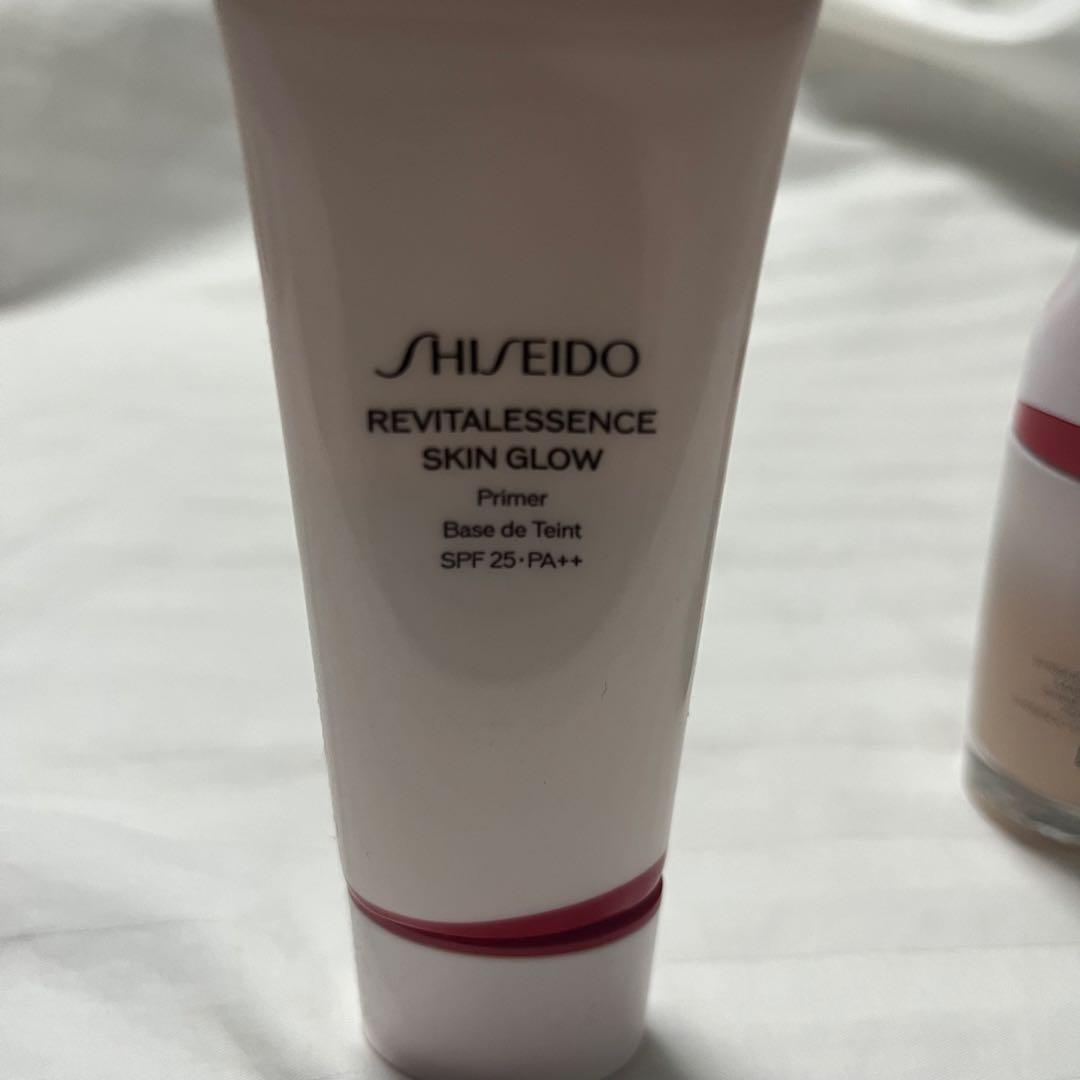 SHISEIDO
REVITALESSENCE
SKIN GLOW
Primer
Base de Teint
SPF 25・PA++